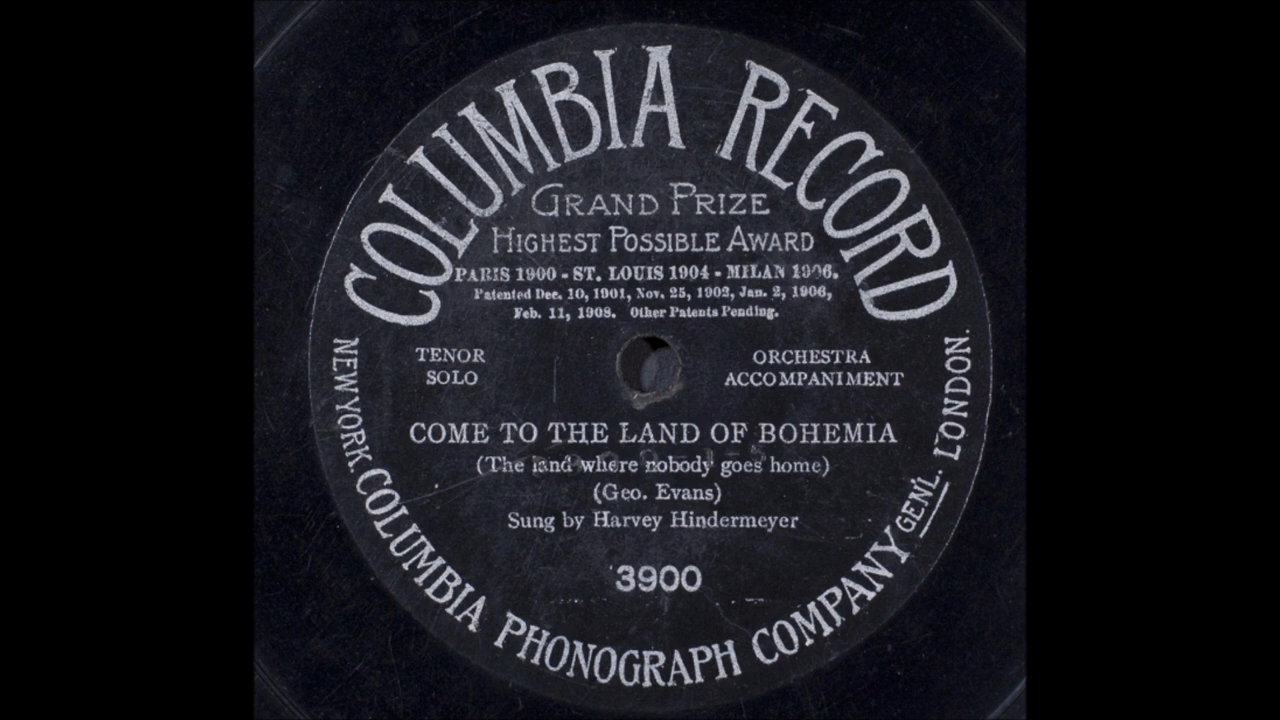 COLUMBIA RECORD
GRAND PRIZE
HIGHEST POSSIBLE AWARD
PARIS 1900 - ST. LOUIS 1904 - MILAN 1906.
Patented Dec. 10, 1901, Nov. 25, 1902, Jan. 2, 1906,
Feb. 11, 1908. Other Patents Pending.
TENOR
SOLO
ORCHESTRA
ACCOMPANIMENT
COME TO THE LAND OF BOHEMIA
(The land where nobody goes home)
(Geo. Evans)
Sung by Harvey Hindermeyer
3900
NEW YORK. COLUMBIA PHONOGRAPH COMPANY GENL. LONDON.